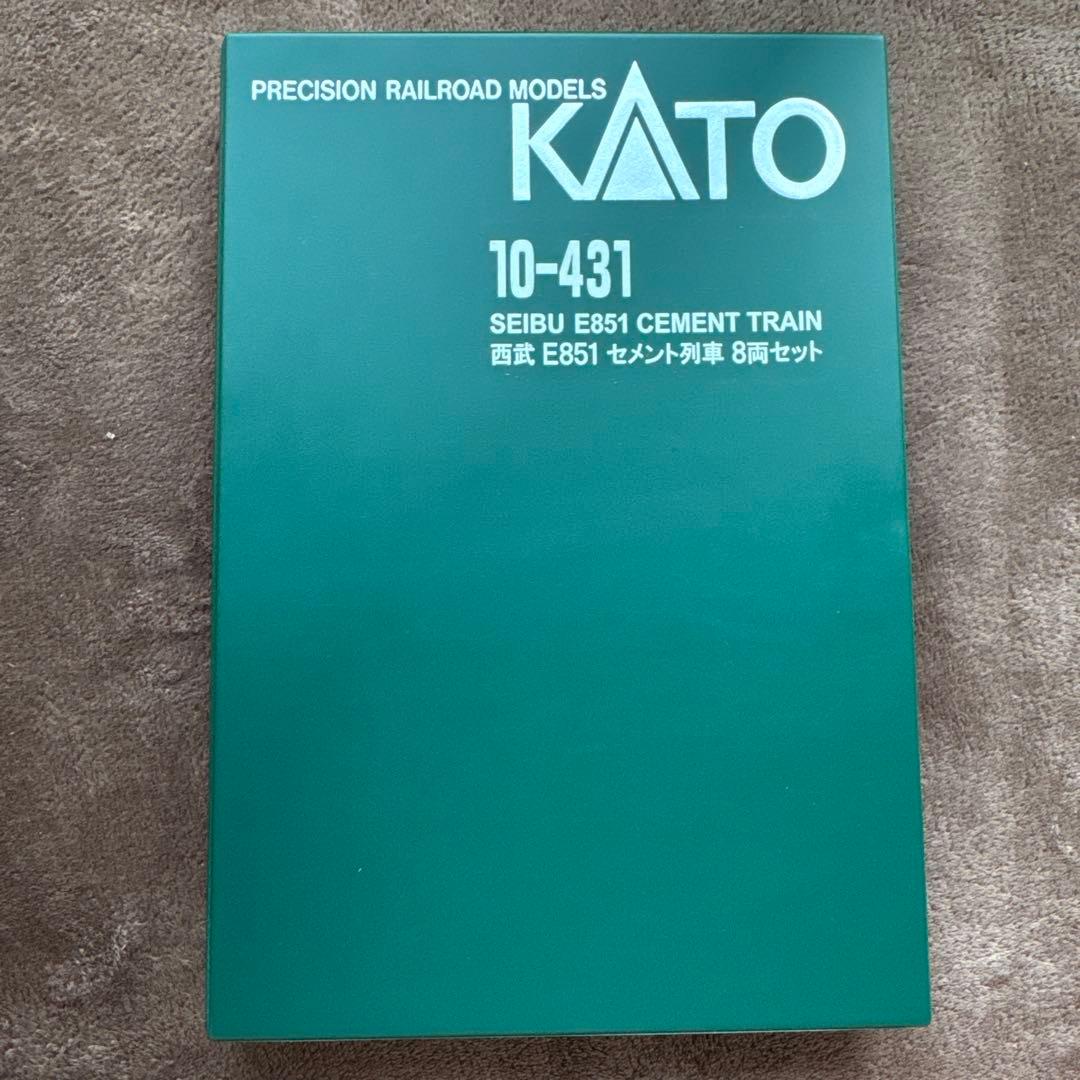 PRECISION RAILROAD MODELS
KATO
10-431
SEIBU E851 CEMENT TRAIN
西武 E851 セメント列車 8両セット